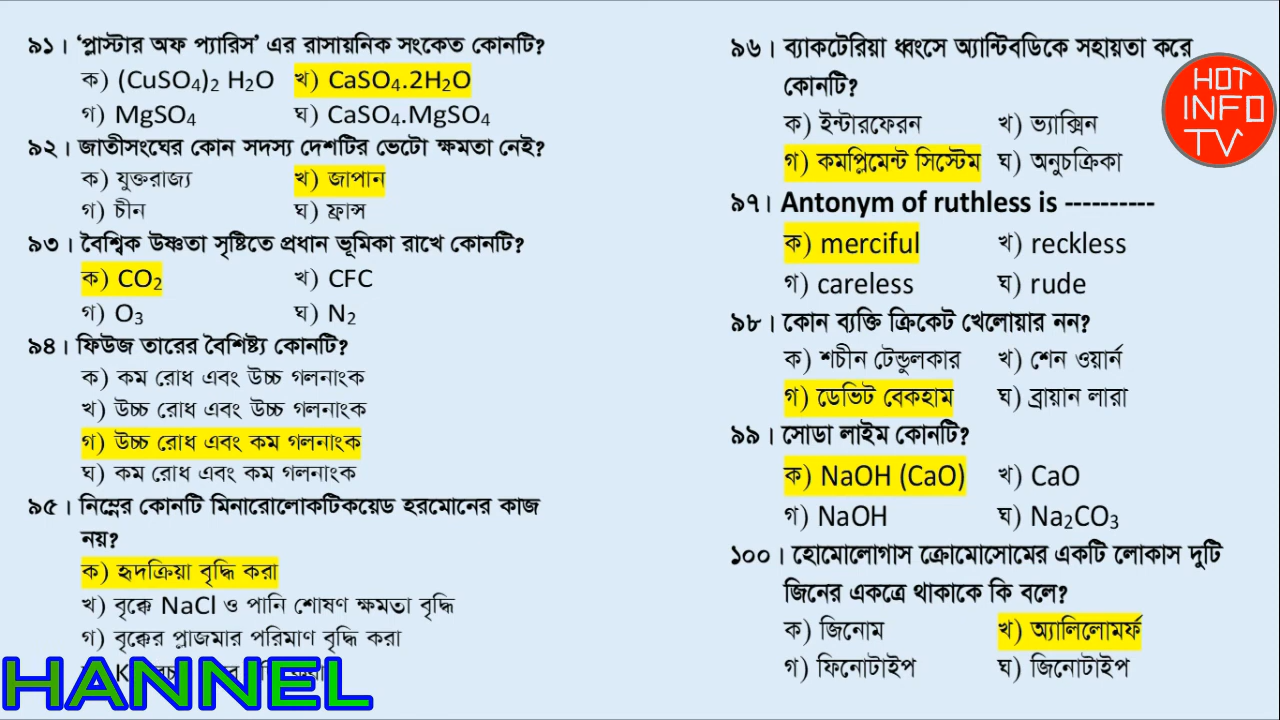 ৯১। ‘প্লাস্টার অফ প্যারিস’ এর রাসায়নিক সংকেত কোনটি?
ক) (CuSO₄)₂ H₂O খ) CaSO₄.2H₂O
গ) MgSO₄ ঘ) CaSO₄.MgSO₄
৯২। জাতীসংঘের কোন সদস্য দেশটির ভেটো ক্ষমতা নেই?
ক) যুক্তরাজ্য খ) জাপান
গ) চীন ঘ) ফ্রান্স
৯৩। বৈশ্বিক উষ্ণতা সৃষ্টিতে প্রধান ভূমিকা রাখে কোনটি?
ক) CO₂ খ) CFC
গ) O₃ ঘ) N₂
৯৪। ফিউজ তারের বৈশিষ্ট্য কোনটি?
ক) কম রোধ এবং উচ্চ গলনাংক
খ) উচ্চ রোধ এবং উচ্চ গলনাংক
গ) উচ্চ রোধ এবং কম গলনাংক
ঘ) কম রোধ এবং কম গলনাংক
৯৫। নিম্নের কোনটি মিনারোলোকটিকয়েড হরমোনের কাজ
নয়?
ক) হৃদক্রিয়া বৃদ্ধি করা
খ) বৃক্কে NaCl ও পানি শোষণ ক্ষমতা বৃদ্ধি
গ) বৃক্কের প্লাজমার পরিমাণ বৃদ্ধি করা
HANNEL
৯৬। ব্যাকটেরিয়া ধ্বংসে অ্যান্টিবডিকে সহায়তা করে
কোনটি?
ক) ইন্টারফেরন খ) ভ্যাক্সিন
গ) কমপ্লিমেন্ট সিস্টেম ঘ) অনুচক্রিকা
৯৭। Antonym of ruthless is ----------
ক) merciful খ) reckless
গ) careless ঘ) rude
৯৮। কোন ব্যক্তি ক্রিকেট খেলোয়ার নন?
ক) শচীন টেন্ডুলকার খ) শেন ওয়ার্ন
গ) ডেভিট বেকহাম ঘ) ব্রায়ান লারা
৯৯। সোডা লাইম কোনটি?
ক) NaOH (CaO) খ) CaO
গ) NaOH ঘ) Na₂CO₃
১০০। হোমোলোগাস ক্রোমোসোমের একটি লোকাস দুটি
জিনের একত্রে থাকাকে কি বলে?
ক) জিনোম খ) অ্যালিলোমর্ফ
গ) ফিনোটাইপ ঘ) জিনোটাইপ
HOT
INFO
TV